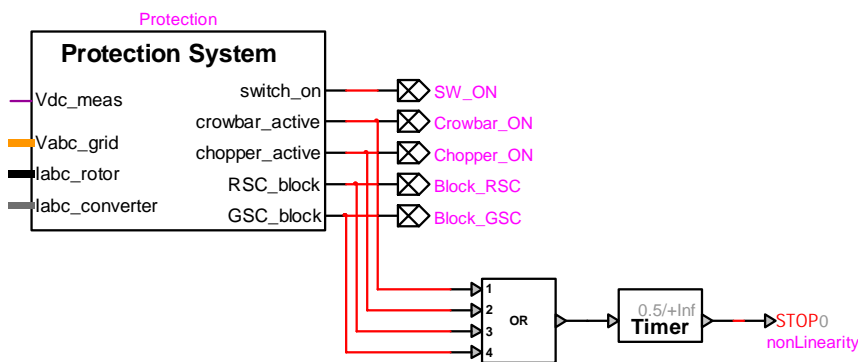 Protection
Protection System
switch_on
SW_ON
Vdc_meas
crowbar_active
Crowbar_ON
Vabc_grid
chopper_active
Chopper_ON
Iabc_rotor
RSC_block
Block_RSC
Iabc_converter
GSC_block
Block_GSC
1
2
OR
3
4
0.5/+Inf
Timer
STOP0
nonLinearity